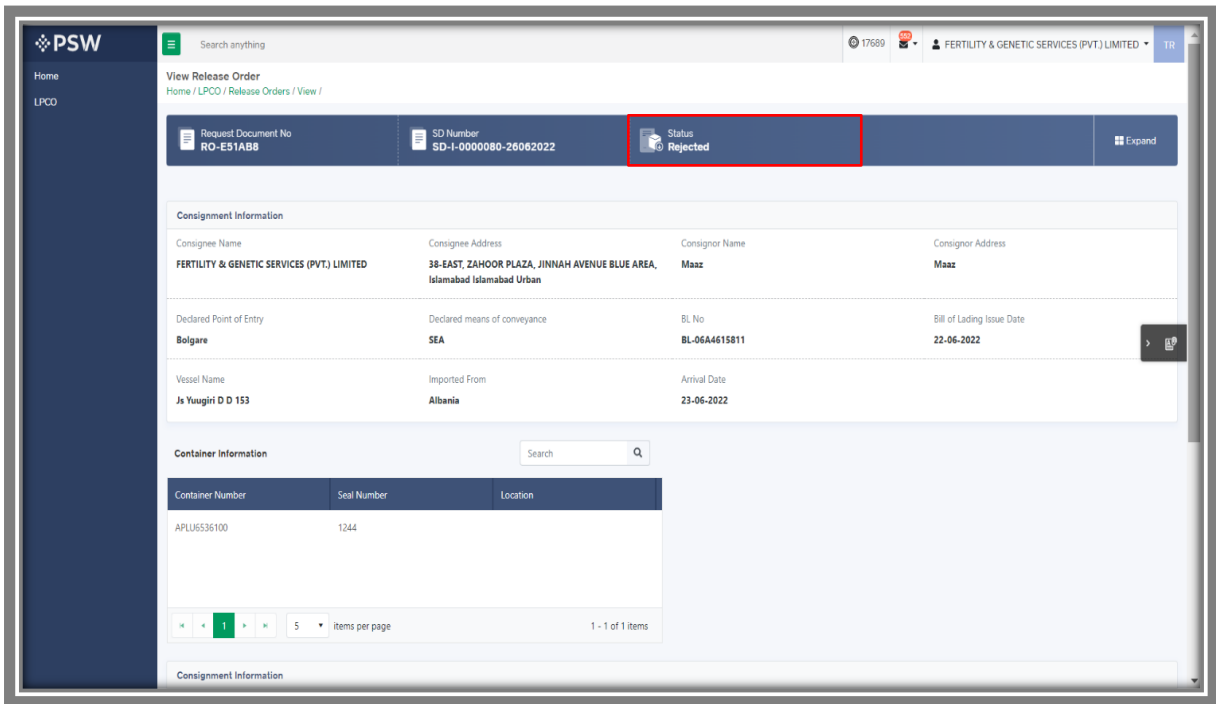 PSW
Search anything
17689
552
FERTILITY & GENETIC SERVICES (PVT.) LIMITED
TR
Home
LPCO
View Release Order
Home / LPCO / Release Orders / View /
Request Document No
RO-E51AB8
SD Number
SD-I-0000080-26062022
Status
Rejected
Expand
Consignment Information
Consignee Name
Consignee Address
Consignor Name
Consignor Address
FERTILITY & GENETIC SERVICES (PVT.) LIMITED
38-EAST, ZAHOOR PLAZA, JINNAH AVENUE BLUE AREA,
Islamabad Islamabad Urban
Maaz
Maaz
Declared Point of Entry
Declared means of conveyance
BL No
Bill of Lading Issue Date
Bolgare
SEA
BL-06A4615811
22-06-2022
Vessel Name
Imported From
Arrival Date
Js Yuugiri D D 153
Albania
23-06-2022
Container Information
Search
Container Number
Seal Number
Location
APLU6536100
1244
1
5
items per page
1 - 1 of 1 items
Consignment Information